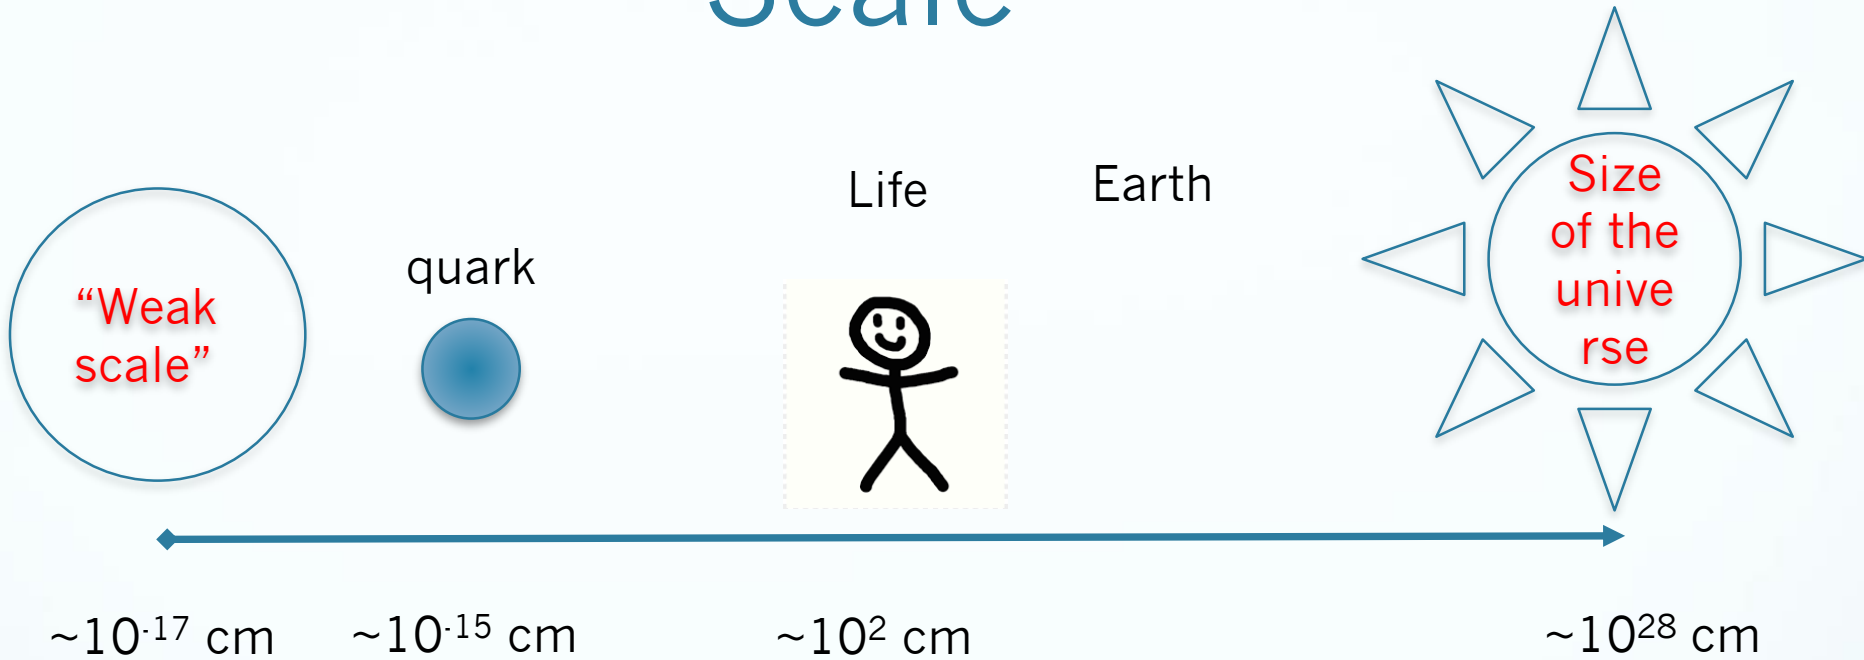 Scale
Life
Earth
quark
“Weak
scale”
Size
of the
unive
rse
~10⁻¹⁷ cm
~10⁻¹⁵ cm
~10² cm
~10²⁸ cm